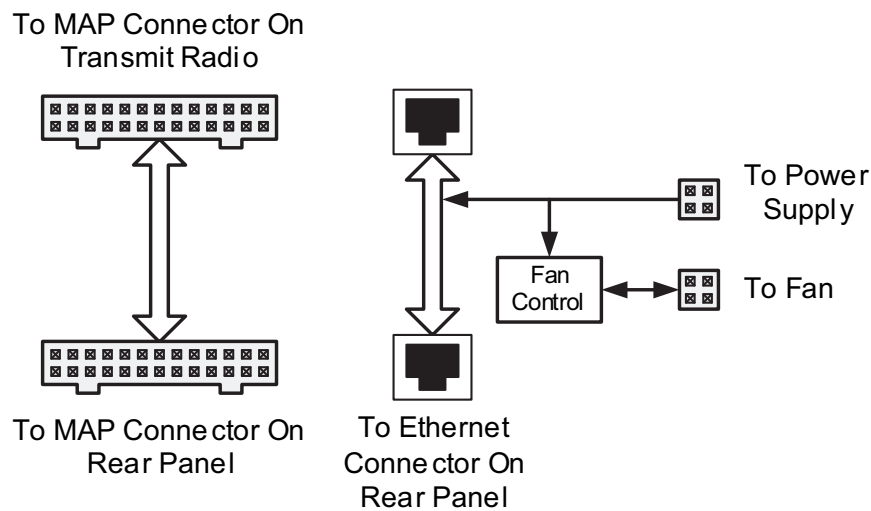 To MAP Connector On
Transmit Radio
To Power
Supply
Fan
Control
To Fan
To MAP Connector On
Rear Panel
To Ethernet
Connector On
Rear Panel